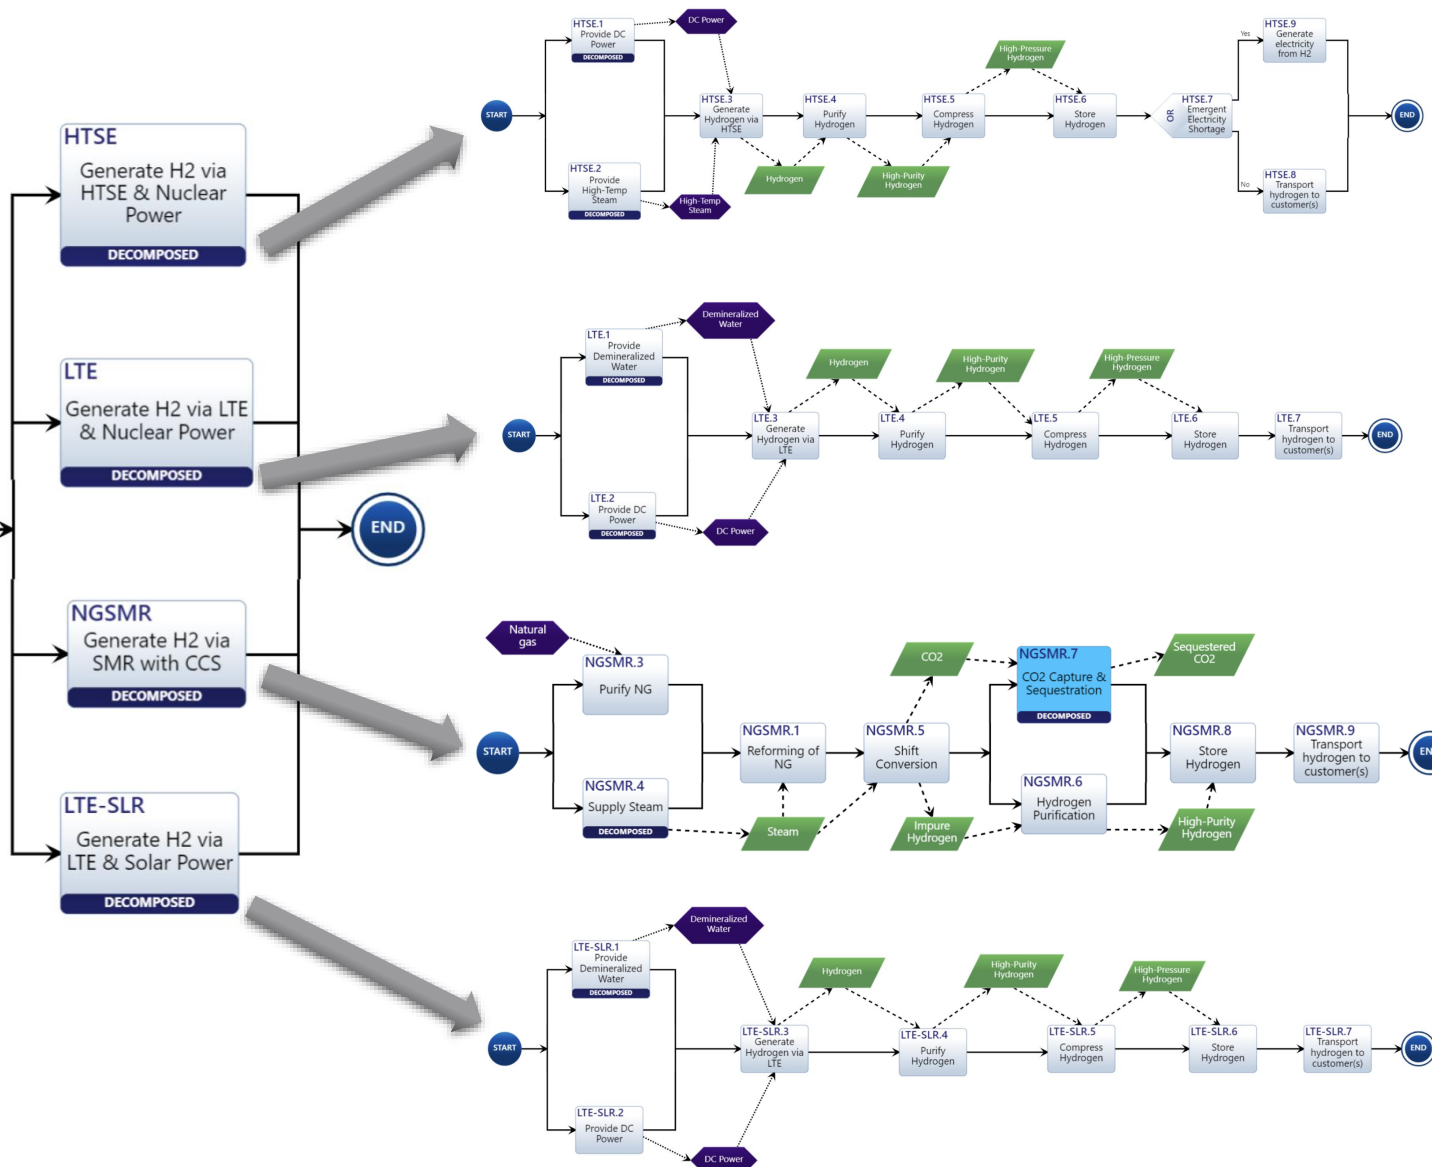 HTSE
Generate H2 via
HTSE & Nuclear
Power
DECOMPOSED
LTE
Generate H2 via LTE
& Nuclear Power
DECOMPOSED
NGSMR
Generate H2 via
SMR with CCS
DECOMPOSED
LTE-SLR
Generate H2 via
LTE & Solar Power
DECOMPOSED
END
START
HTSE.1
Provide DC
Power
DECOMPOSED
DC Power
HTSE.2
Provide
High-Temp
Steam
DECOMPOSED
High-Temp
Steam
HTSE.3
Generate
Hydrogen via
HTSE
Hydrogen
HTSE.4
Purify
Hydrogen
High-Purity
Hydrogen
HTSE.5
Compress
Hydrogen
High-Pressure
Hydrogen
HTSE.6
Store
Hydrogen
OR
HTSE.7
Emergent
Electricity
Shortage
Yes
HTSE.9
Generate
electricity
from H2
No
HTSE.8
Transport
hydrogen to
customer(s)
END
START
LTE.1
Provide
Demineralized
Water
DECOMPOSED
Demineralized
Water
LTE.2
Provide DC
Power
DECOMPOSED
DC Power
LTE.3
Generate
Hydrogen via
LTE
Hydrogen
LTE.4
Purify
Hydrogen
High-Purity
Hydrogen
LTE.5
Compress
Hydrogen
High-Pressure
Hydrogen
LTE.6
Store
Hydrogen
LTE.7
Transport
hydrogen to
customer(s)
END
START
Natural
gas
NGSMR.3
Purify NG
NGSMR.4
Supply Steam
DECOMPOSED
Steam
NGSMR.1
Reforming of
NG
NGSMR.5
Shift
Conversion
CO2
Impure
Hydrogen
NGSMR.7
CO2 Capture &
Sequestration
DECOMPOSED
Sequestered
CO2
NGSMR.6
Hydrogen
Purification
High-Purity
Hydrogen
NGSMR.8
Store
Hydrogen
NGSMR.9
Transport
hydrogen to
customer(s)
EN
START
LTE-SLR.1
Provide
Demineralized
Water
DECOMPOSED
Demineralized
Water
LTE-SLR.2
Provide DC
Power
DC Power
LTE-SLR.3
Generate
Hydrogen via
LTE
Hydrogen
LTE-SLR.4
Purify
Hydrogen
High-Purity
Hydrogen
LTE-SLR.5
Compress
Hydrogen
High-Pressure
Hydrogen
LTE-SLR.6
Store
Hydrogen
LTE-SLR.7
Transport
hydrogen to
customer(s)
END